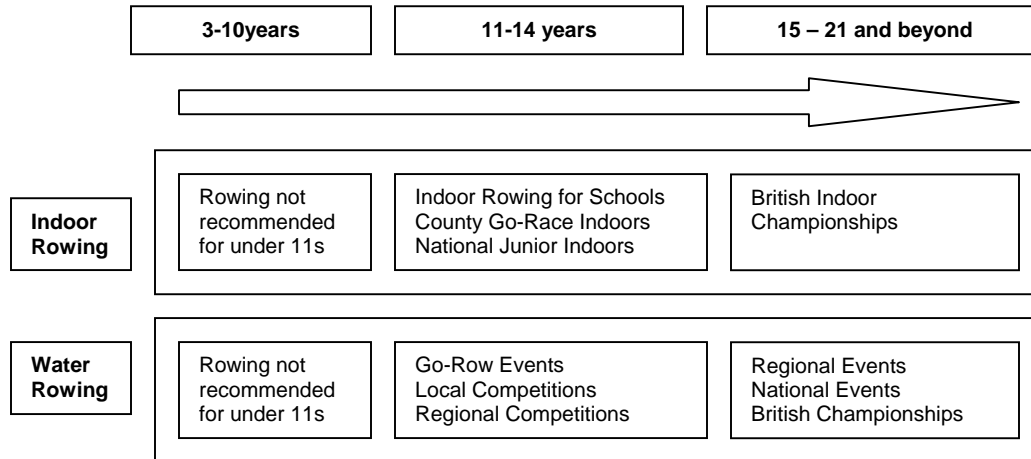 3-10years
11-14 years
15 – 21 and beyond
Indoor
Rowing
Rowing not
recommended
for under 11s
Indoor Rowing for Schools
County Go-Race Indoors
National Junior Indoors
British Indoor
Championships
Water
Rowing
Rowing not
recommended
for under 11s
Go-Row Events
Local Competitions
Regional Competitions
Regional Events
National Events
British Championships